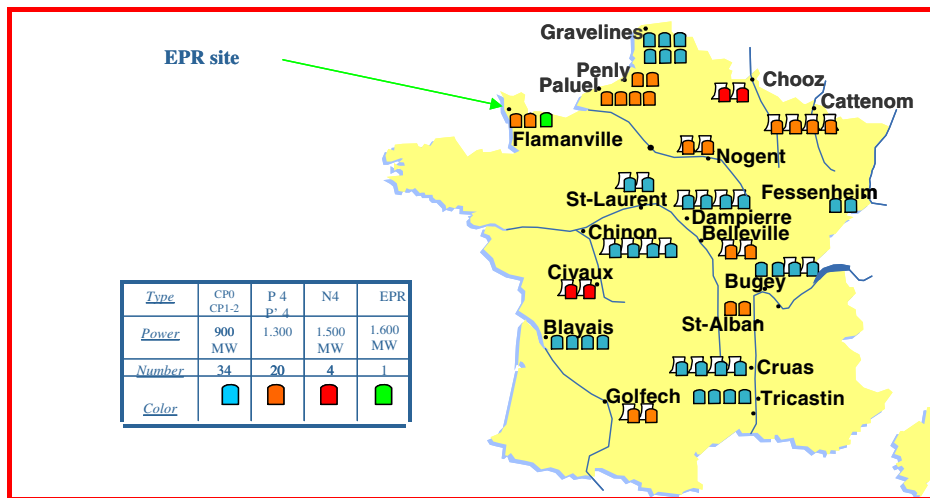 EPR site
Gravelines
Penly
Paluel
Chooz
Cattenom
Flamanville
Nogent
Fessenheim
St-Laurent
Dampierre
Belleville
Chinon
Civaux
Bugey
St-Alban
Blayais
Cruas
Golfech
Tricastin
Type CP0 CP1-2 P 4 P' 4 N4 EPR
Power 900 MW 1.300 1.500 MW 1.600 MW
Number 34 20 4 1
Color